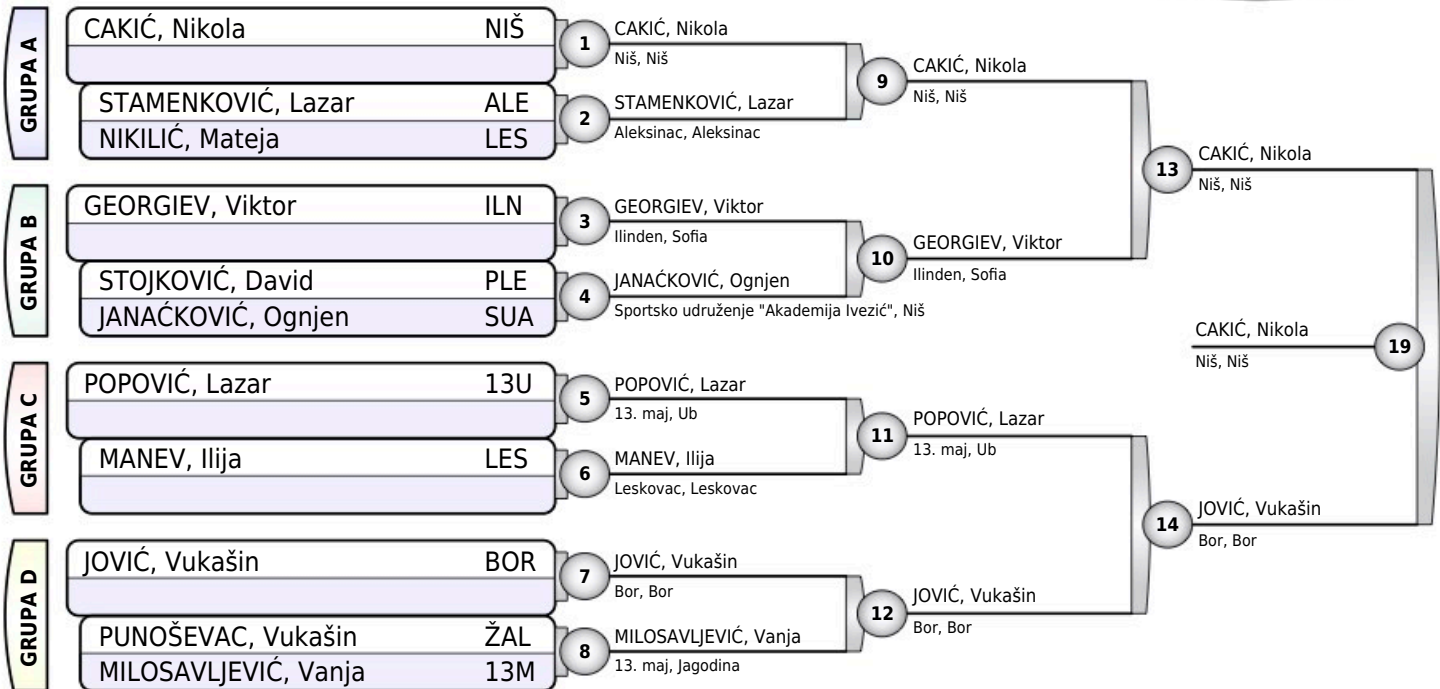 GRUPA A
CAKIĆ, Nikola NIŠ
STAMENKOVIĆ, Lazar ALE
NIKILIĆ, Mateja LES
GRUPA B
GEORGIEV, Viktor ILN
STOJKOVIĆ, David PLE
JANAĆKOVIĆ, Ognjen SUA
GRUPA C
POPOVIĆ, Lazar 13U
MANEV, Ilija LES
GRUPA D
JOVIĆ, Vukašin BOR
PUNOŠEVAC, Vukašin ŽAL
MILOSAVLJEVIĆ, Vanja 13M
1
CAKIĆ, Nikola
Niš, Niš
2
STAMENKOVIĆ, Lazar
Aleksinac, Aleksinac
3
GEORGIEV, Viktor
Ilinden, Sofia
4
JANAĆKOVIĆ, Ognjen
Sportsko udruženje "Akademija Ivezić", Niš
5
POPOVIĆ, Lazar
13. maj, Ub
6
MANEV, Ilija
Leskovac, Leskovac
7
JOVIĆ, Vukašin
Bor, Bor
8
MILOSAVLJEVIĆ, Vanja
13. maj, Jagodina
9
CAKIĆ, Nikola
Niš, Niš
10
GEORGIEV, Viktor
Ilinden, Sofia
11
POPOVIĆ, Lazar
13. maj, Ub
12
JOVIĆ, Vukašin
Bor, Bor
13
CAKIĆ, Nikola
Niš, Niš
14
JOVIĆ, Vukašin
Bor, Bor
19
CAKIĆ, Nikola
Niš, Niš